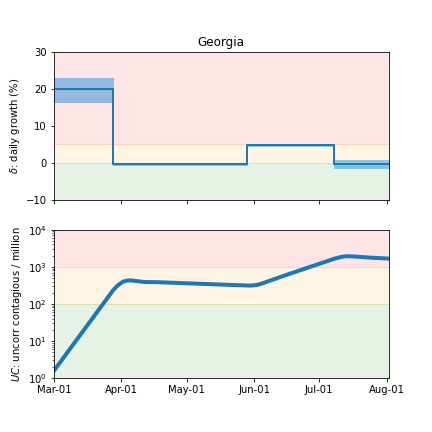 Georgia
δ: daily growth (%)
30
20
10
0
−10
UC: uncorr contagious / million
10⁴
10³
10²
10¹
10⁰
Mar-01 Apr-01 May-01 Jun-01 Jul-01 Aug-01